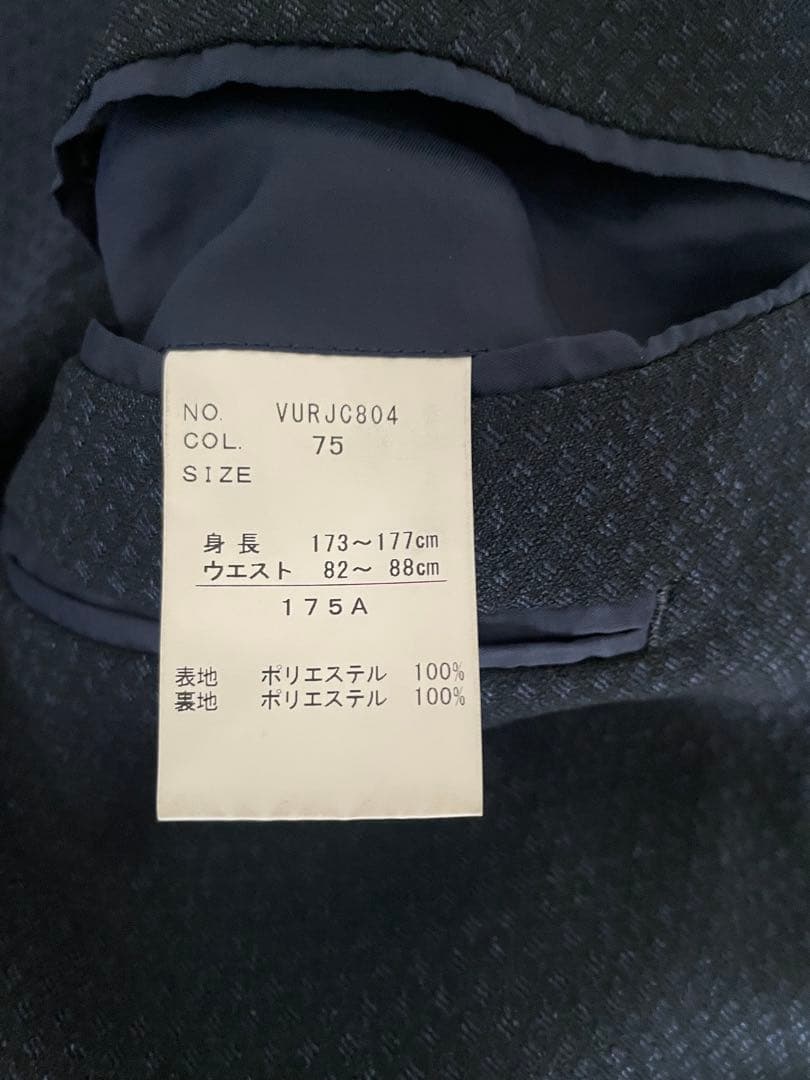 NO. VURJC804
COL. 75
SIZE
身長 173～177cm
ウエスト 82～ 88cm
175A
表地 ポリエステル 100%
裏地 ポリエステル 100%